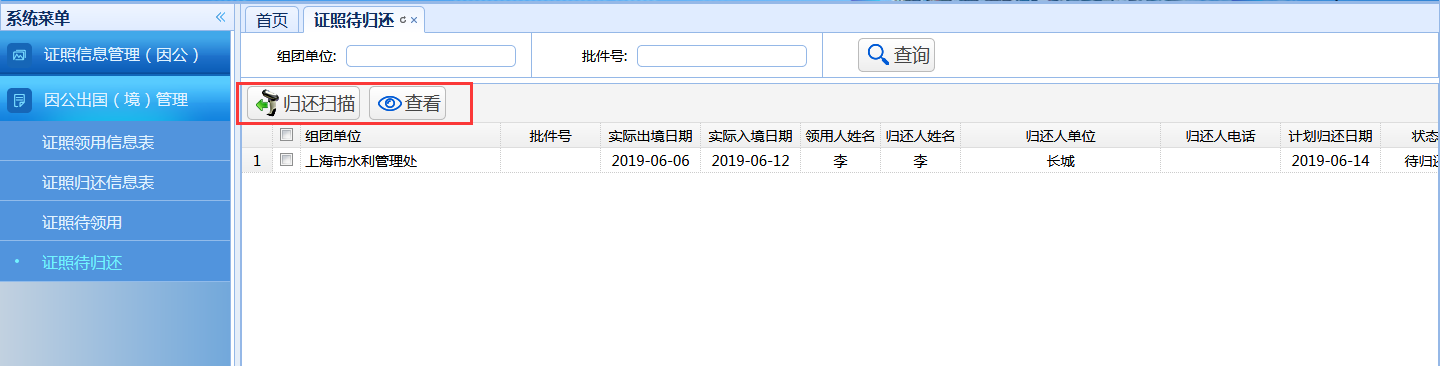 系统菜单
证照信息管理（因公）
因公出国（境）管理
证照领用信息表
证照归还信息表
证照待领用
证照待归还
首页 证照待归还
组团单位: 批件号: 查询
归还扫描 查看
组团单位 批件号 实际出境日期 实际入境日期 领用人姓名 归还人姓名 归还人单位 归还人电话 计划归还日期 状态
1 上海市水利管理处 2019-06-06 2019-06-12 李 李 长城 2019-06-14 待归还